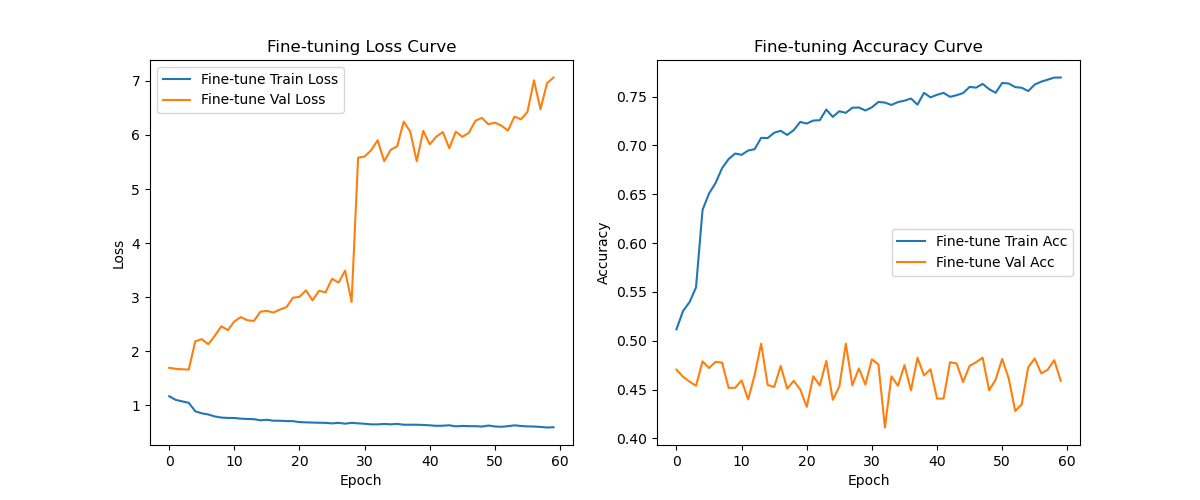 Fine-tuning Loss Curve
Fine-tune Train Loss
Fine-tune Val Loss
7
6
5
4
3
2
1
Loss
0
10
20
30
40
50
60
Epoch
Fine-tuning Accuracy Curve
0.75
0.70
0.65
0.60
0.55
0.50
0.45
0.40
Accuracy
Fine-tune Train Acc
Fine-tune Val Acc
0
10
20
30
40
50
60
Epoch